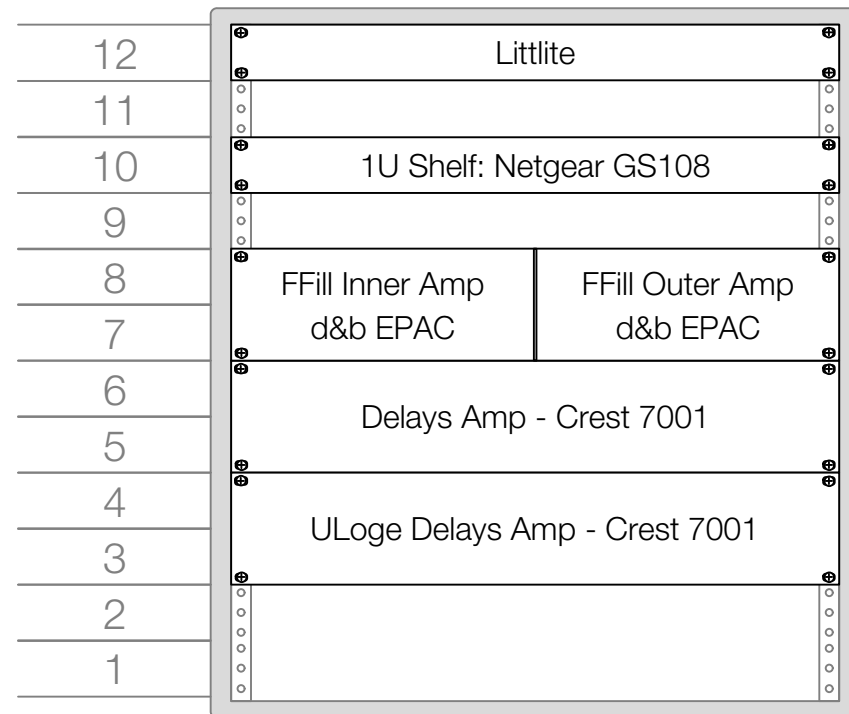 12
Littlite
11
10
1U Shelf: Netgear GS108
9
8
FFill Inner Amp
d&b EPAC
FFill Outer Amp
d&b EPAC
7
6
Delays Amp - Crest 7001
5
4
ULoge Delays Amp - Crest 7001
3
2
1